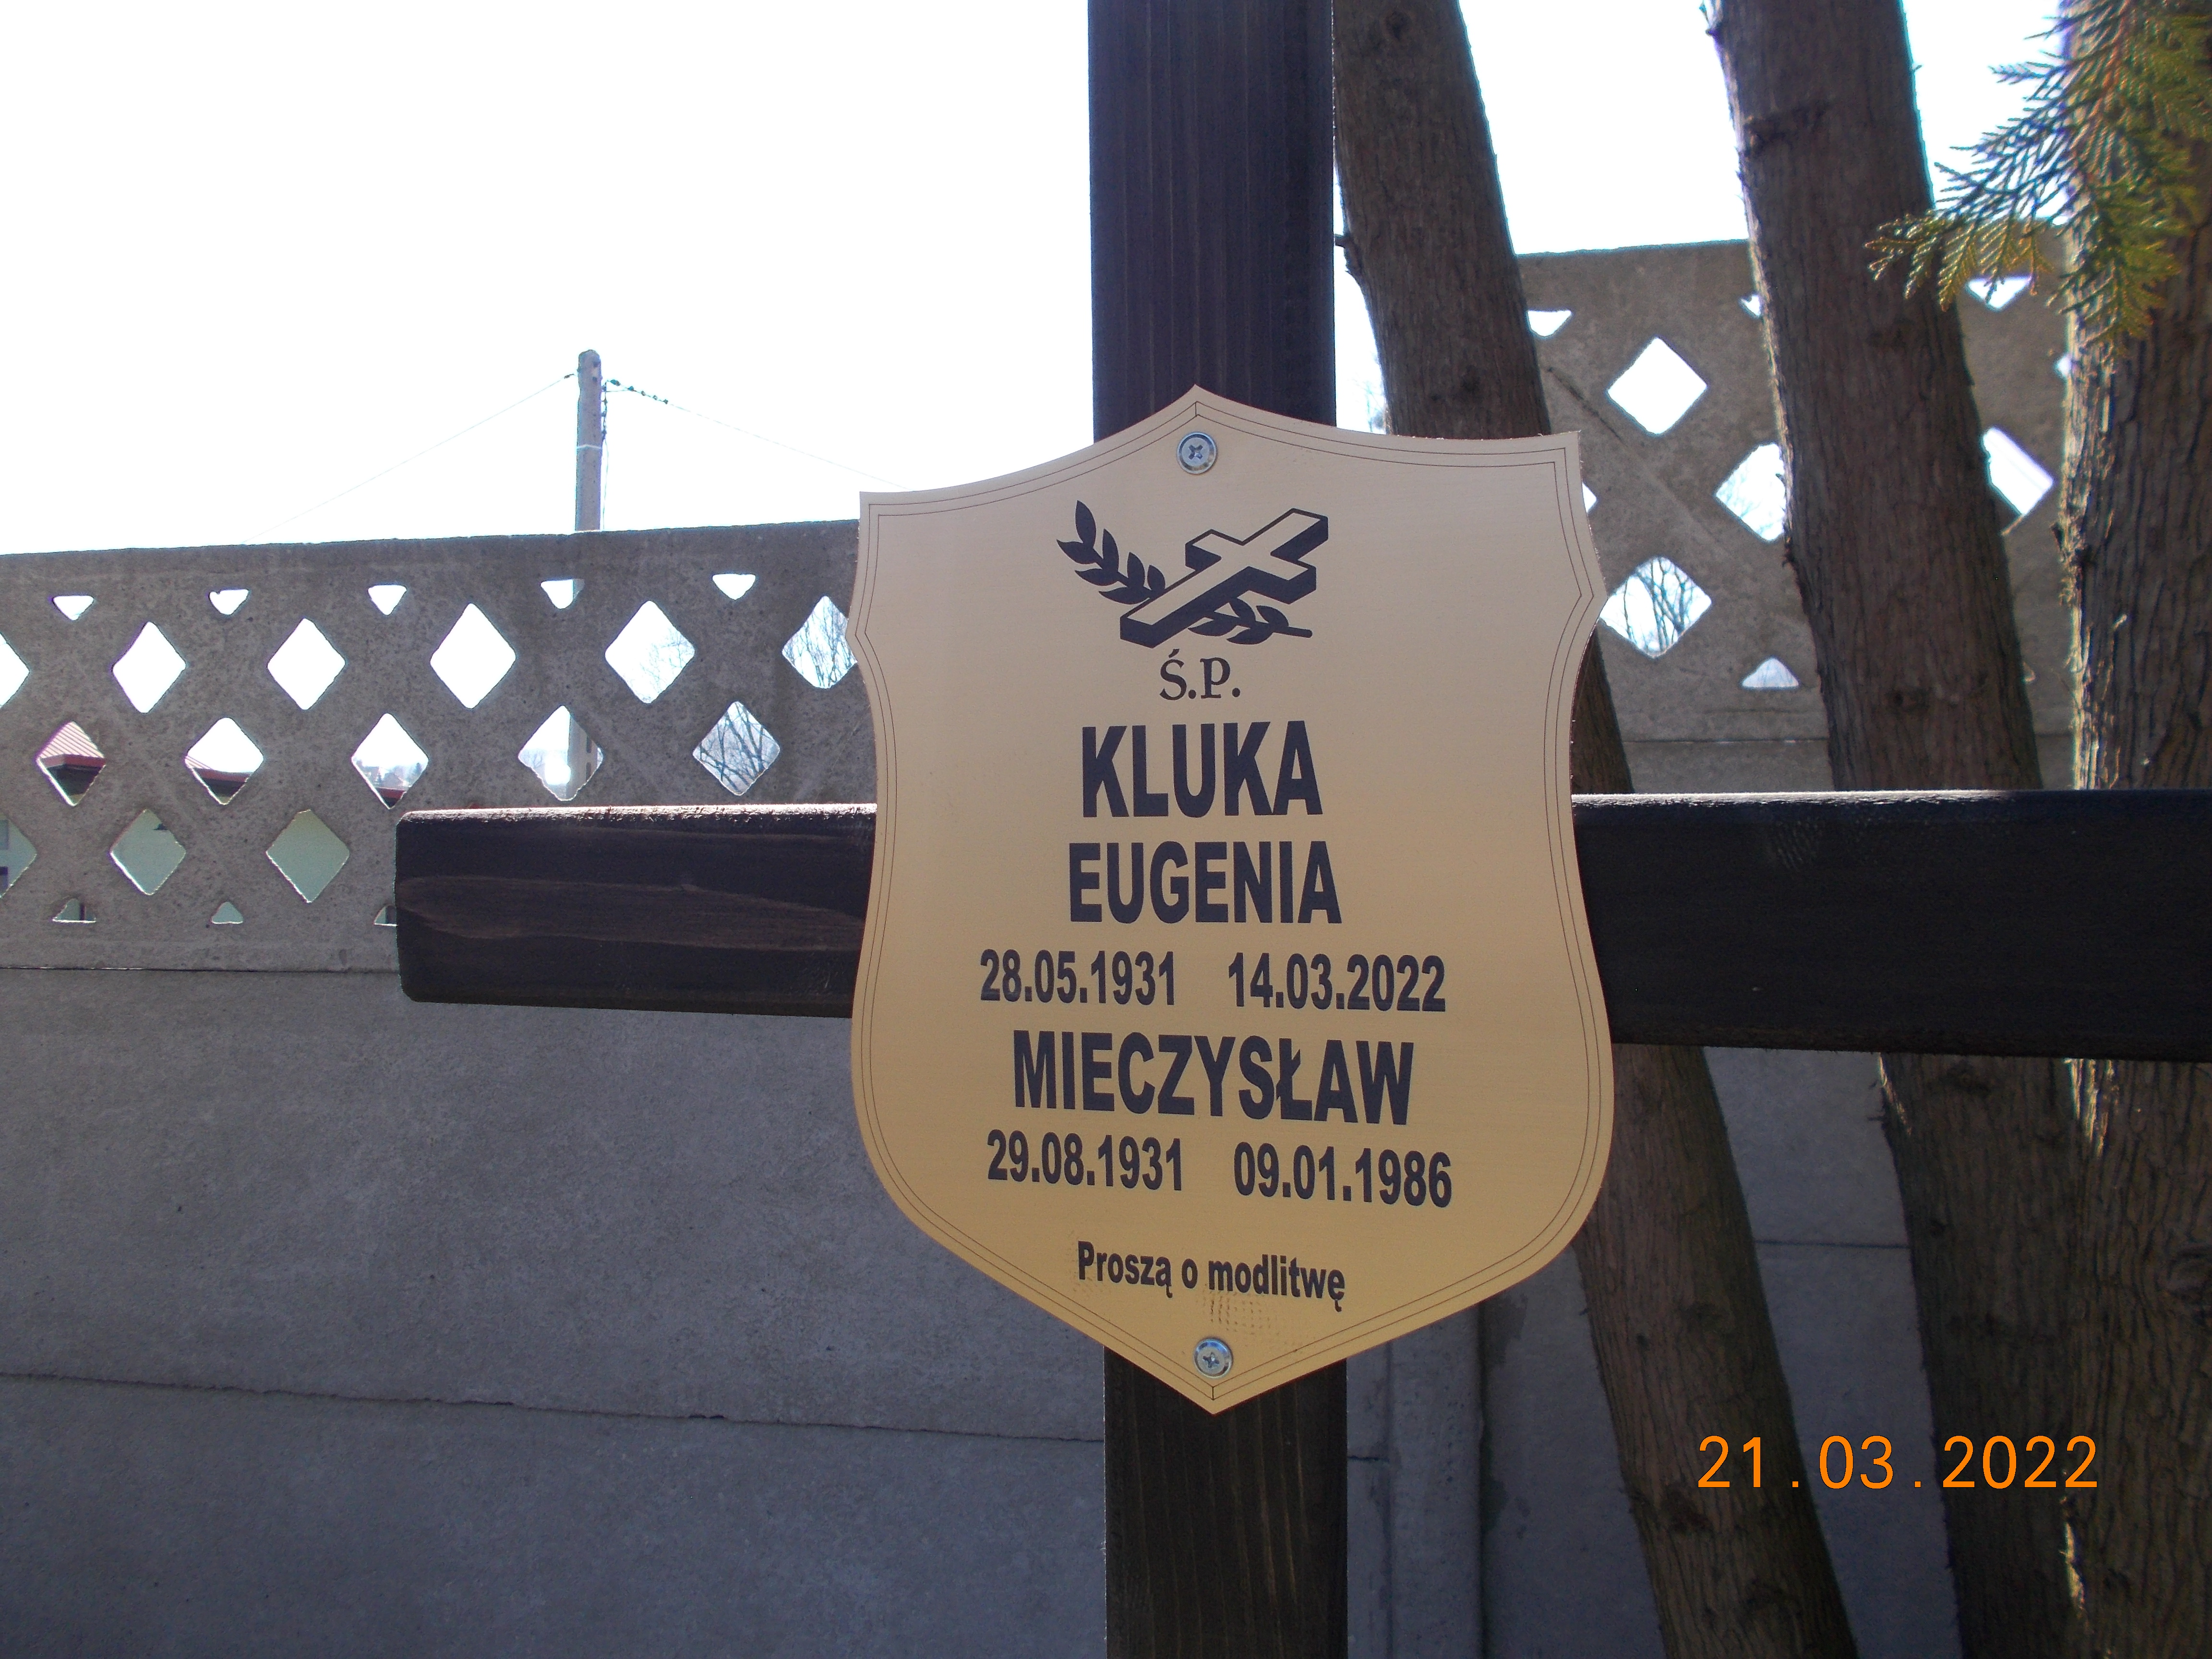 Ś.P.
KLUKA
EUGENIA
28.05.1931 14.03.2022
MIECZYSŁAW
29.08.1931 09.01.1986
Proszą o modlitwę
21.03.2022